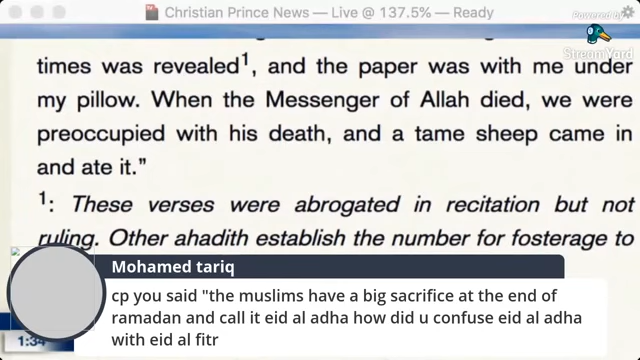 Christian Prince News — Live @ 137.5% — Ready
Powered by
StreamYard
times was revealed¹, and the paper was with me under
my pillow. When the Messenger of Allah died, we were
preoccupied with his death, and a tame sheep came in
and ate it.”
¹: These verses were abrogated in recitation but not
ruling. Other ahadith establish the number for fosterage to
Mohamed tariq
cp you said "the muslims have a big sacrifice at the end of
ramadan and call it eid al adha how did u confuse eid al adha
with eid al fitr